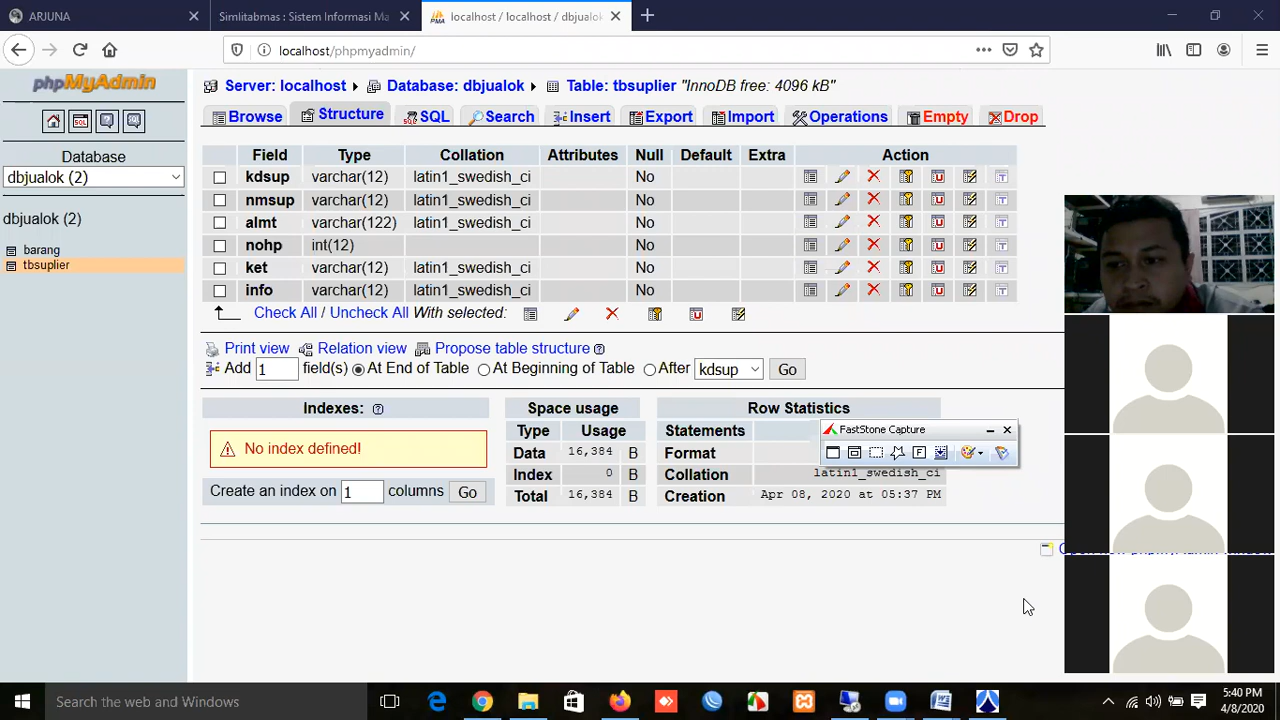 ARJUNA
Simlitabmas : Sistem Informasi Ma
localhost / localhost / dbjualok
localhost/phpmyadmin/
phpMyAdmin
Server: localhost Database: dbjualok Table: tbsuplier "InnoDB free: 4096 kB"
Browse Structure SQL Search Insert Export Import Operations Empty Drop
Database
dbjualok (2)
dbjualok (2)
barang
tbsuplier
Field Type Collation Attributes Null Default Extra Action
kdsup varchar(12) latin1_swedish_ci No
nmsup varchar(12) latin1_swedish_ci No
almt varchar(122) latin1_swedish_ci No
nohp int(12) No
ket varchar(12) latin1_swedish_ci No
info varchar(12) latin1_swedish_ci No
Check All / Uncheck All With selected:
Print view Relation view Propose table structure
Add 1 field(s) At End of Table At Beginning of Table After kdsup Go
Indexes:
No index defined!
Create an index on 1 columns Go
Space usage
Type Usage
Data 16,384 B
Index 0 B
Total 16,384 B
Row Statistics
Statements
Format
Collation latin1_swedish_ci
Creation Apr 08, 2020 at 05:37 PM
FastStone Capture
Search the web and Windows
5:40 PM
4/8/2020